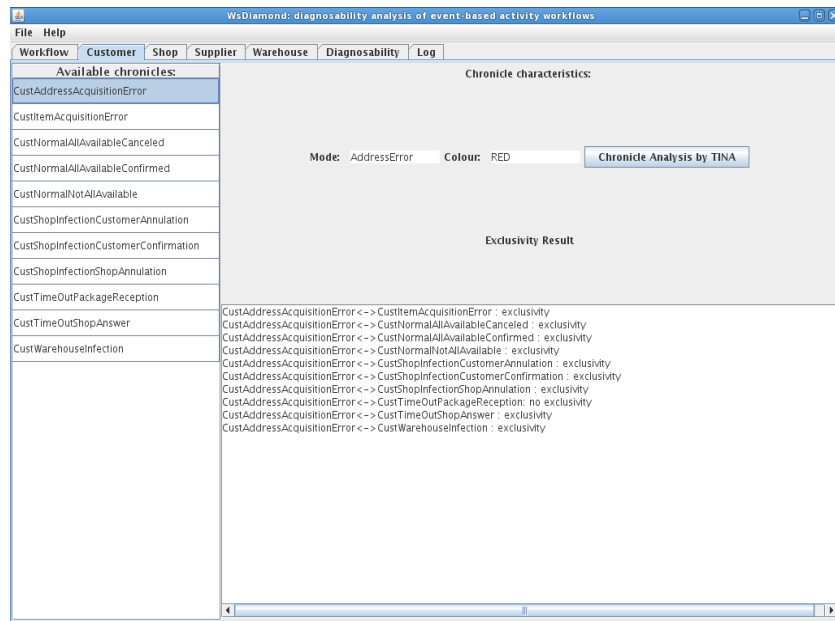 WsDiamond: diagnosability analysis of event-based activity workflows
File Help
Workflow Customer Shop Supplier Warehouse Diagnosability Log
Available chronicles:
CustAddressAcquisitionError
CustItemAcquisitionError
CustNormalAllAvailableCanceled
CustNormalAllAvailableConfirmed
CustNormalNotAllAvailable
CustShopInfectionCustomerAnnulation
CustShopInfectionCustomerConfirmation
CustShopInfectionShopAnnulation
CustTimeOutPackageReception
CustTimeOutShopAnswer
CustWarehouseInfection
Chronicle characteristics:
Mode: AddressError Colour: RED Chronicle Analysis by TINA
Exclusivity Result
CustAddressAcquisitionError<->CustItemAcquisitionError : exclusivity
CustAddressAcquisitionError<->CustNormalAllAvailableCanceled : exclusivity
CustAddressAcquisitionError<->CustNormalAllAvailableConfirmed : exclusivity
CustAddressAcquisitionError<->CustNormalNotAllAvailable : exclusivity
CustAddressAcquisitionError<->CustShopInfectionCustomerAnnulation : exclusivity
CustAddressAcquisitionError<->CustShopInfectionCustomerConfirmation : exclusivity
CustAddressAcquisitionError<->CustShopInfectionShopAnnulation : exclusivity
CustAddressAcquisitionError<->CustTimeOutPackageReception: no exclusivity
CustAddressAcquisitionError<->CustTimeOutShopAnswer : exclusivity
CustAddressAcquisitionError<->CustWarehouseInfection : exclusivity